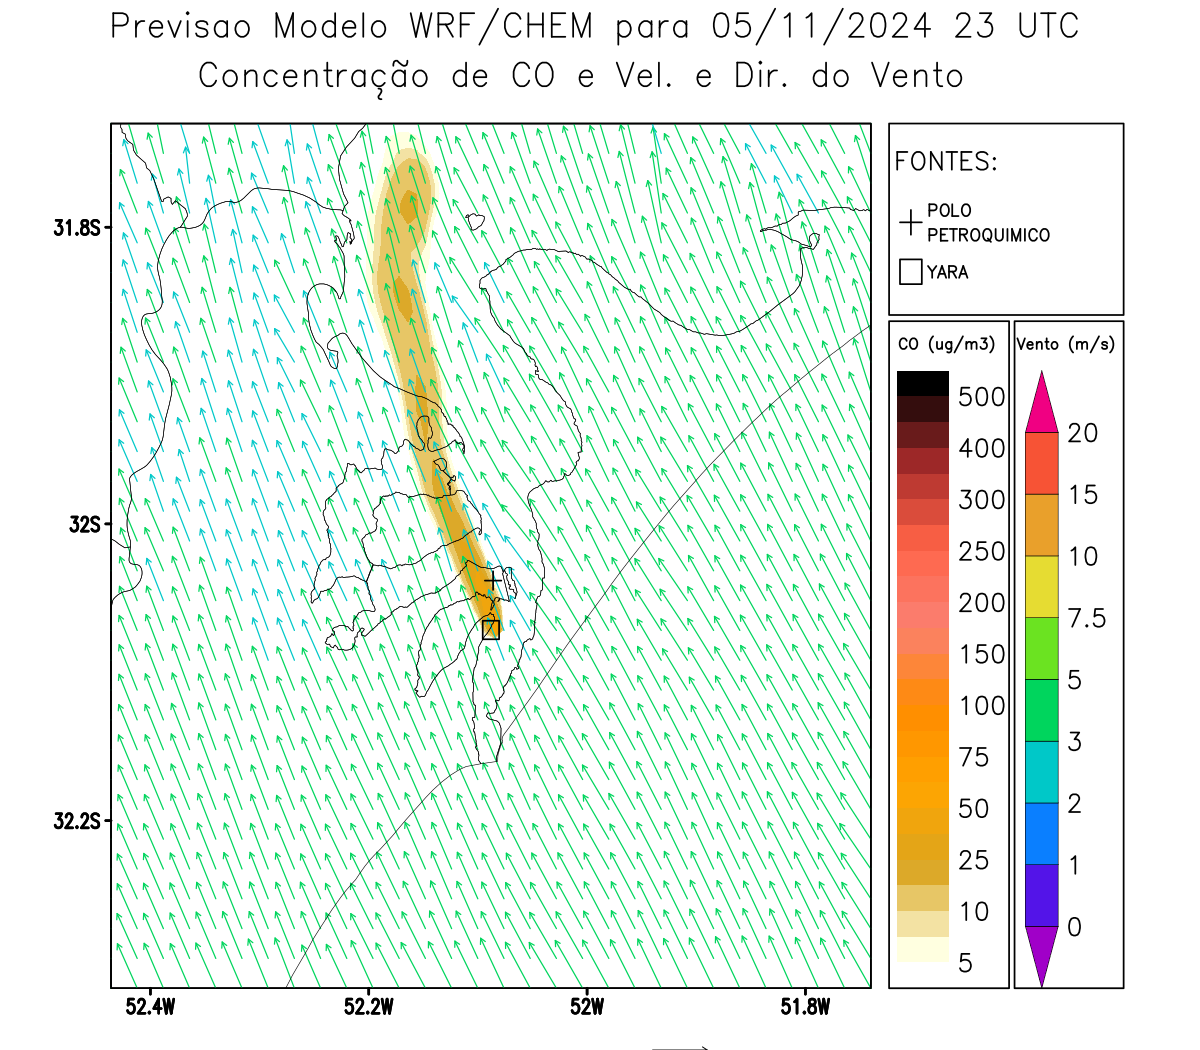 Previsao Modelo WRF/CHEM para 05/11/2024 23 UTC
Concentração de CO e Vel. e Dir. do Vento
FONTES:
POLO
PETROQUIMICO
YARA
CO (ug/m3)
500
400
300
250
200
150
100
75
50
25
10
5
Vento (m/s)
20
15
10
7.5
5
3
2
1
0
31.8S
32S
32.2S
52.4W
52.2W
52W
51.8W